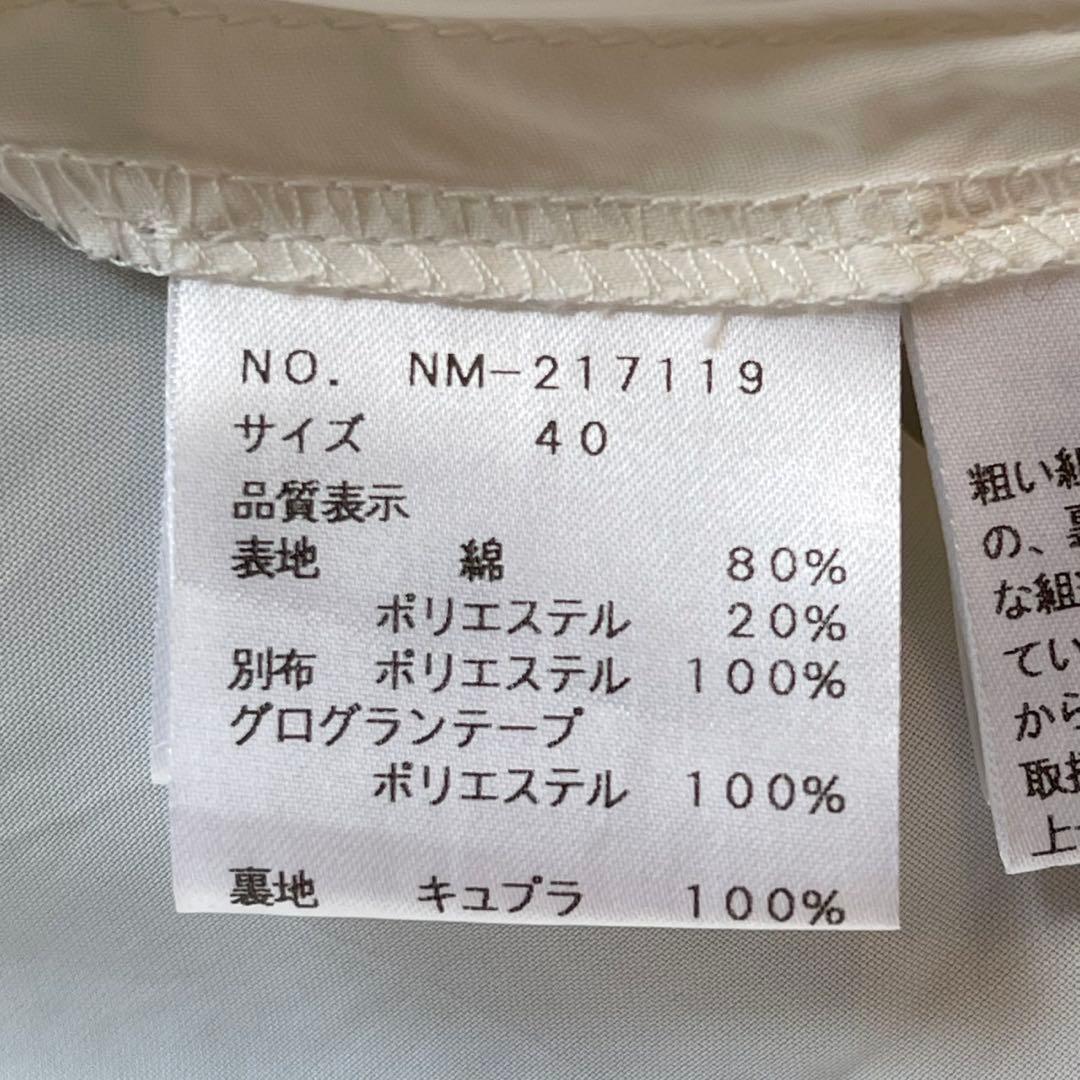 NO. NM-217119
サイズ 40
品質表示
表地 綿 80%
ポリエステル 20%
別布 ポリエステル 100%
グログランテープ
ポリエステル 100%
裏地 キュプラ 100%
粗い組
の、裏
な組
てい
から
取扱
上